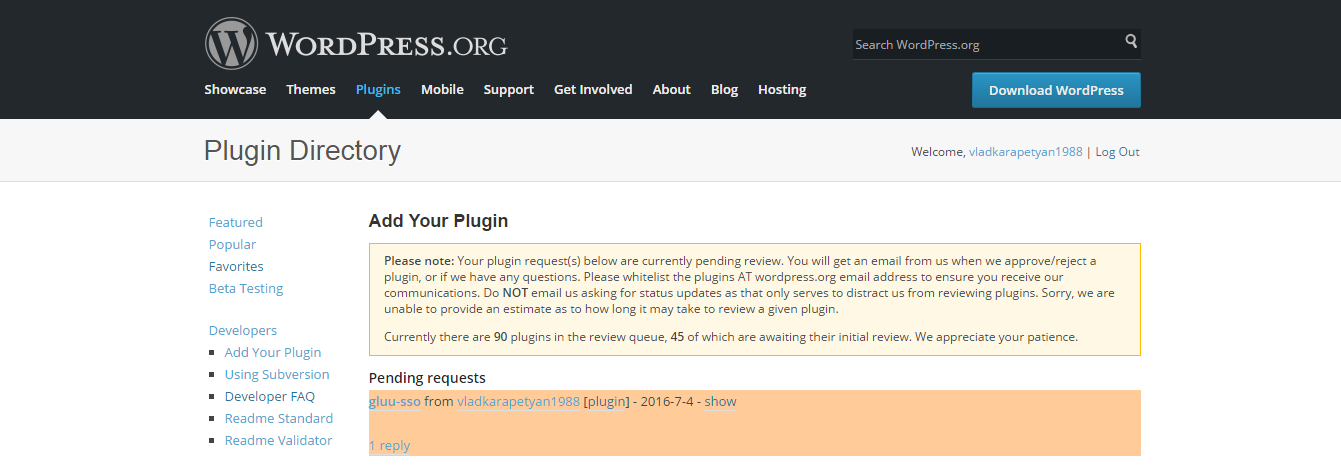 WORDPRESS.ORG
Search WordPress.org
Showcase Themes Plugins Mobile Support Get Involved About Blog Hosting
Download WordPress
Plugin Directory
Welcome, vladkarapetyan1988 | Log Out
Featured
Popular
Favorites
Beta Testing
Developers
Add Your Plugin
Using Subversion
Developer FAQ
Readme Standard
Readme Validator
Add Your Plugin
Please note: Your plugin request(s) below are currently pending review. You will get an email from us when we approve/reject a
plugin, or if we have any questions. Please whitelist the plugins AT wordpress.org email address to ensure you receive our
communications. Do NOT email us asking for status updates as that only serves to distract us from reviewing plugins. Sorry, we are
unable to provide an estimate as to how long it may take to review a given plugin.
Currently there are 90 plugins in the review queue, 45 of which are awaiting their initial review. We appreciate your patience.
Pending requests
gluu-sso from vladkarapetyan1988 [plugin] - 2016-7-4 - show
1 reply